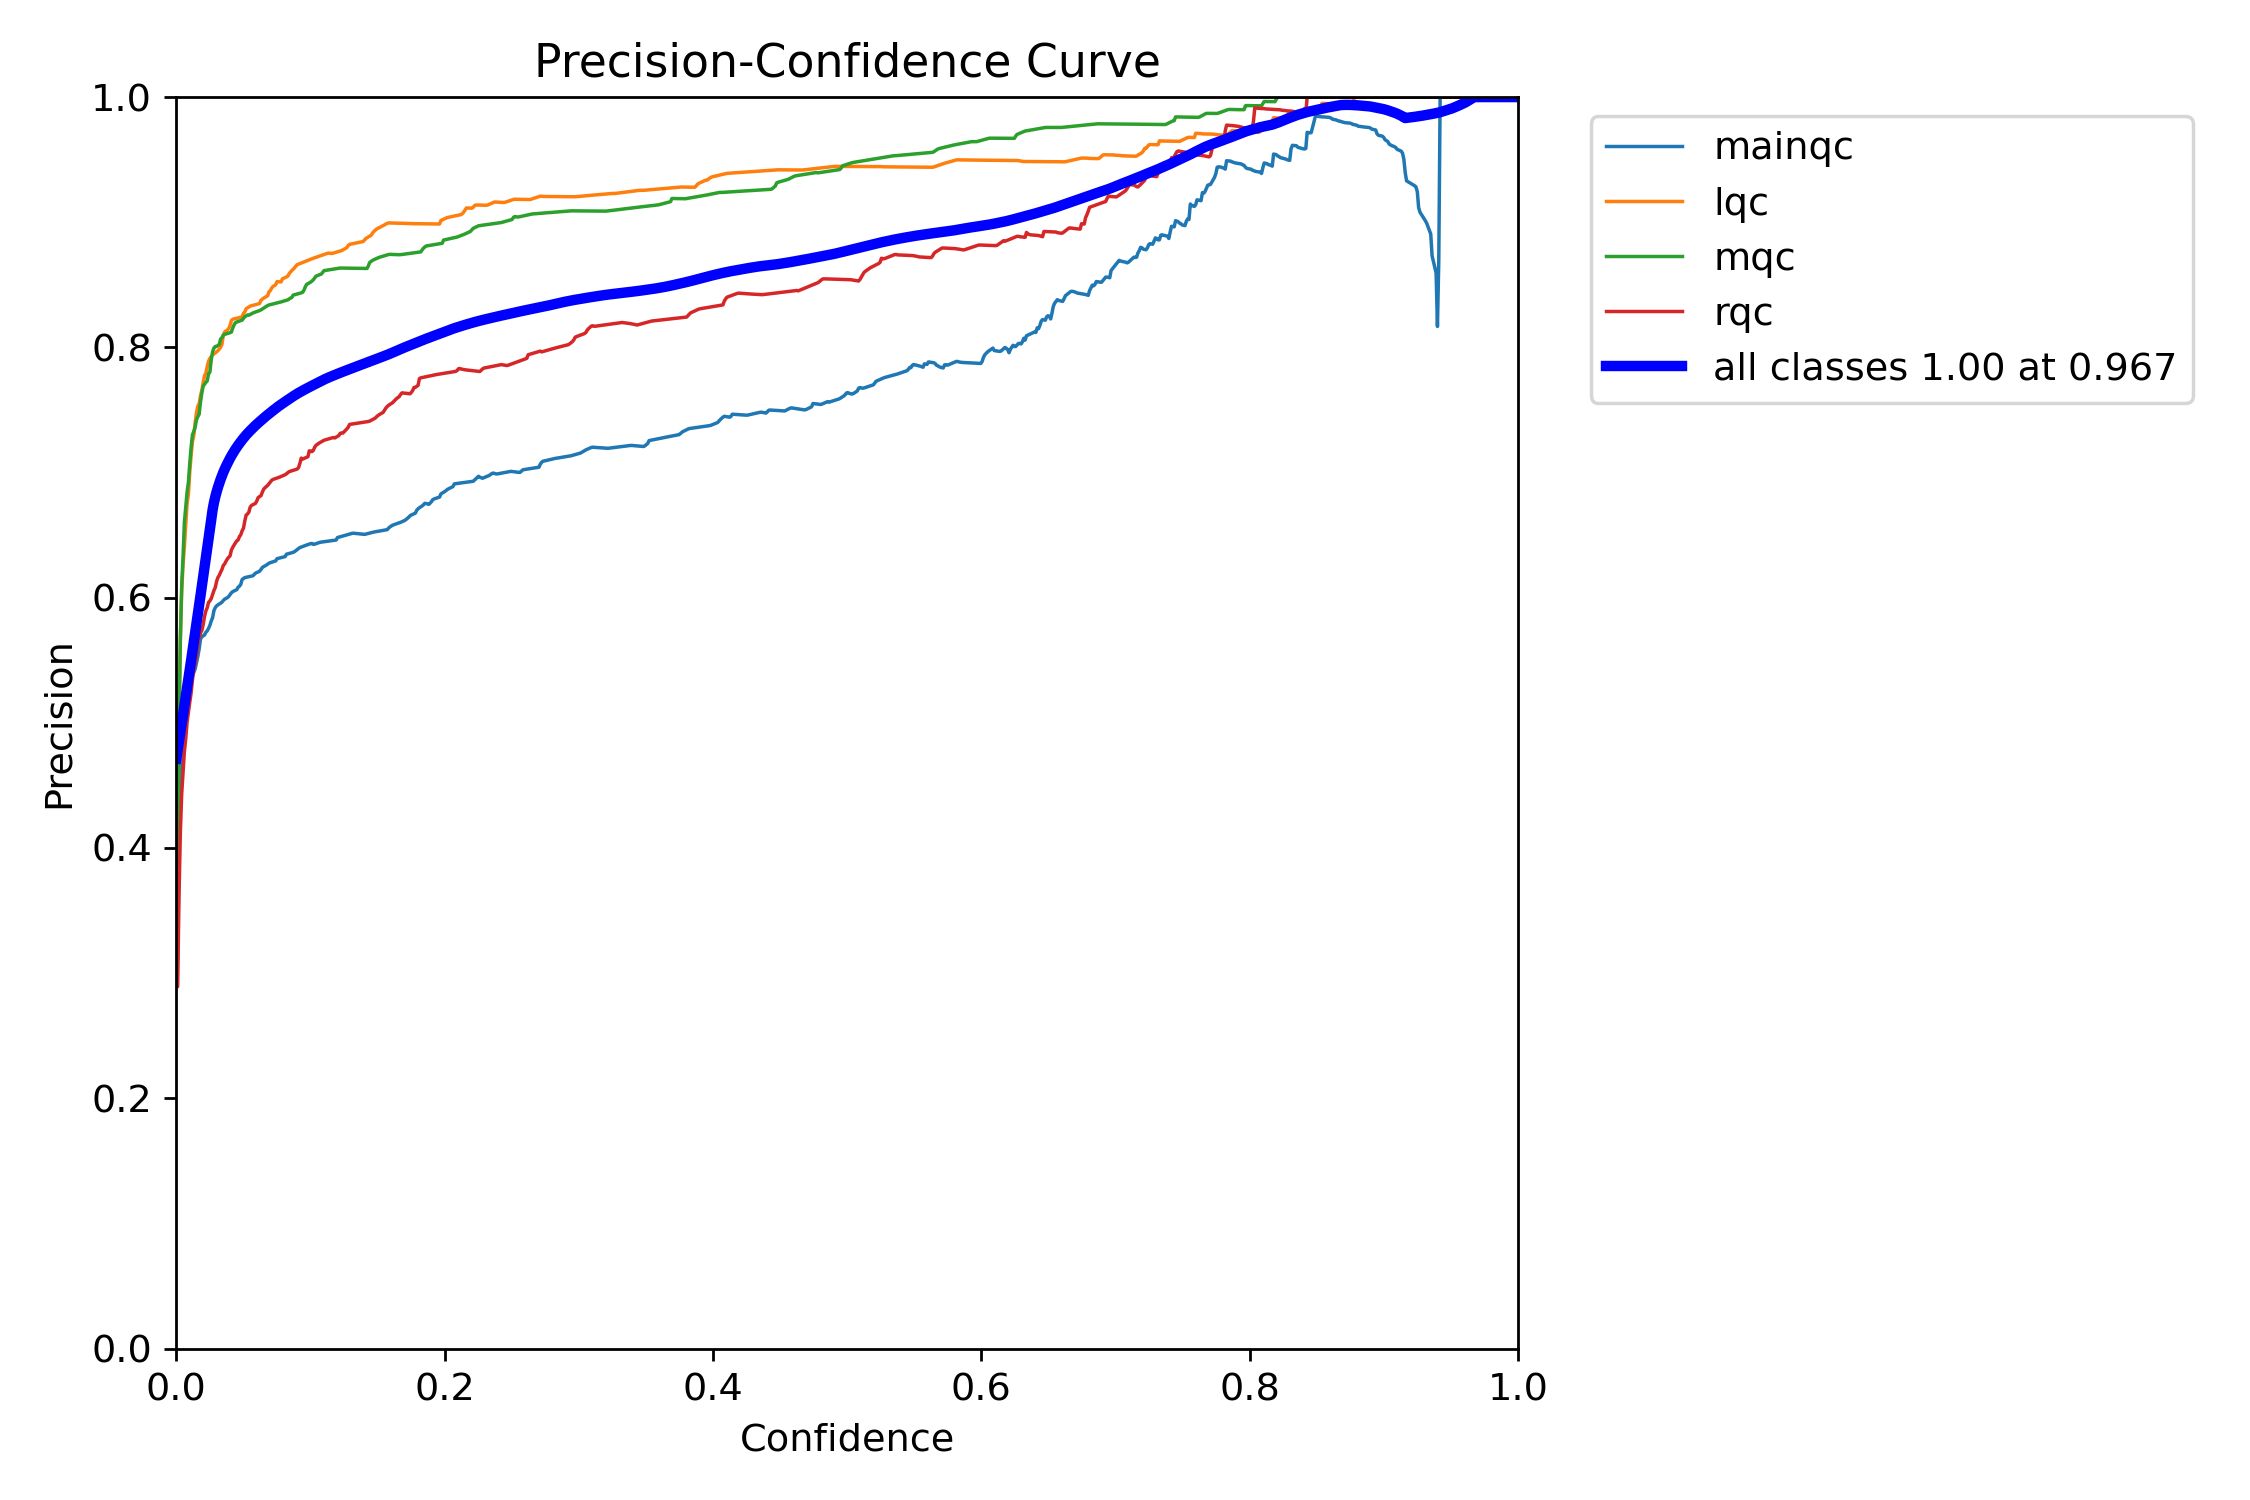 Precision-Confidence Curve
1.0
0.8
0.6
0.4
0.2
0.0
Precision
0.0 0.2 0.4 0.6 0.8 1.0
Confidence
mainqc
lqc
mqc
rqc
all classes 1.00 at 0.967